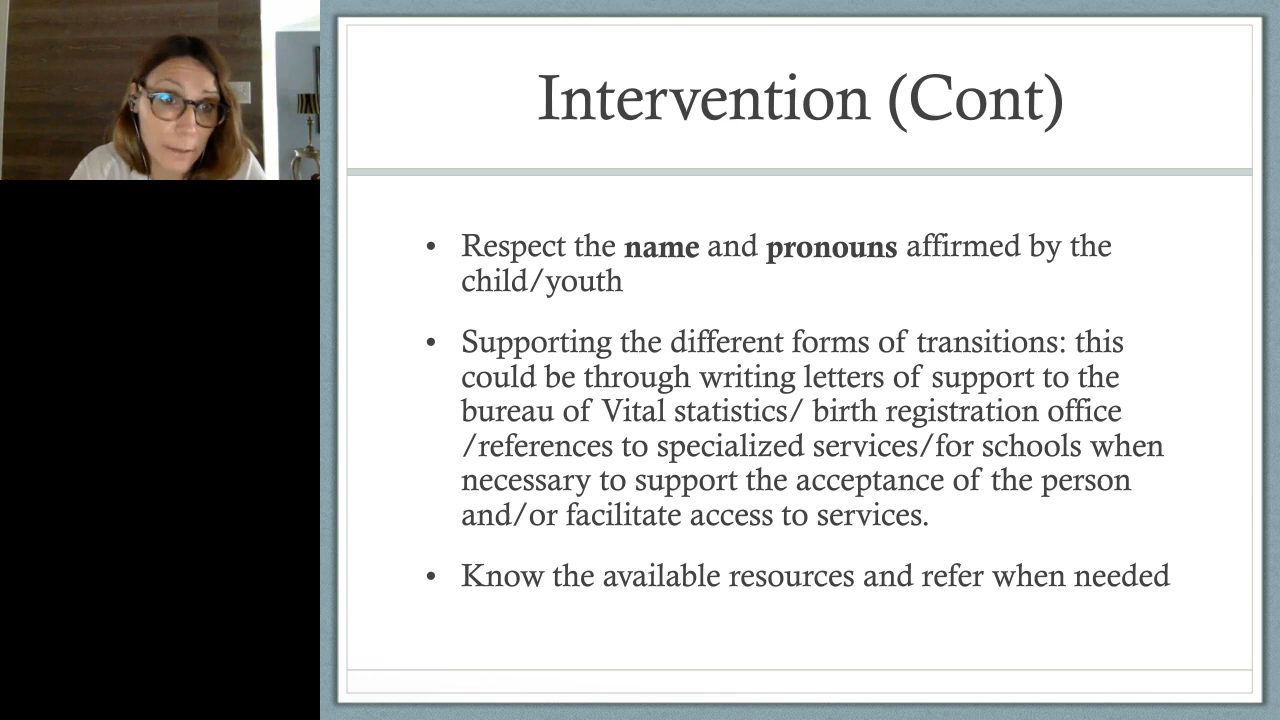 Intervention (Cont)
• Respect the name and pronouns affirmed by the
child/youth
• Supporting the different forms of transitions: this
could be through writing letters of support to the
bureau of Vital statistics/ birth registration office
/references to specialized services/for schools when
necessary to support the acceptance of the person
and/or facilitate access to services.
• Know the available resources and refer when needed